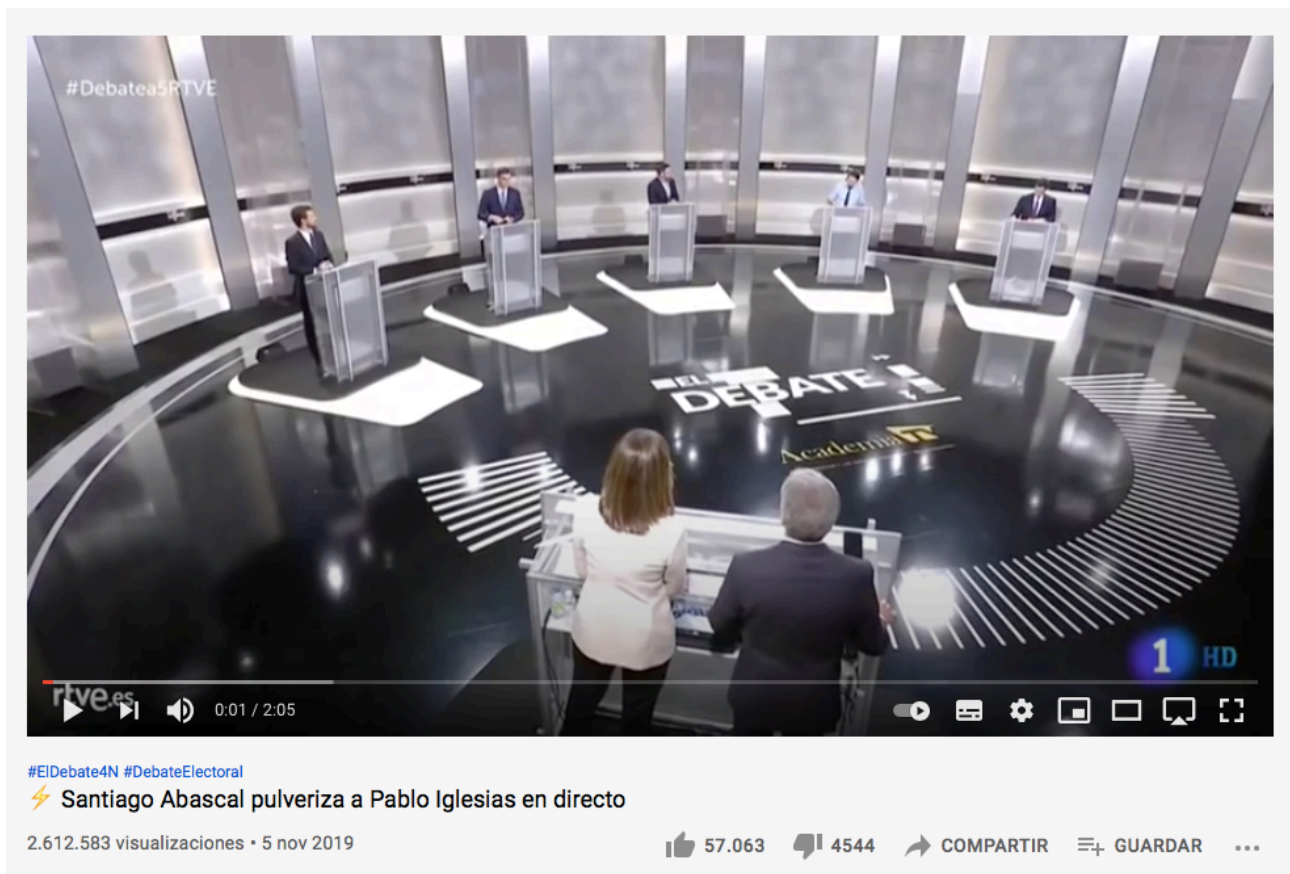 #Debatea5RTVE
EL
DEBATE
Academia
1 HD
rtve.es
0:01 / 2:05
#ElDebate4N #DebateElectoral
⚡ Santiago Abascal pulveriza a Pablo Iglesias en directo
2.612.583 visualizaciones • 5 nov 2019
57.063 4544 COMPARTIR GUARDAR